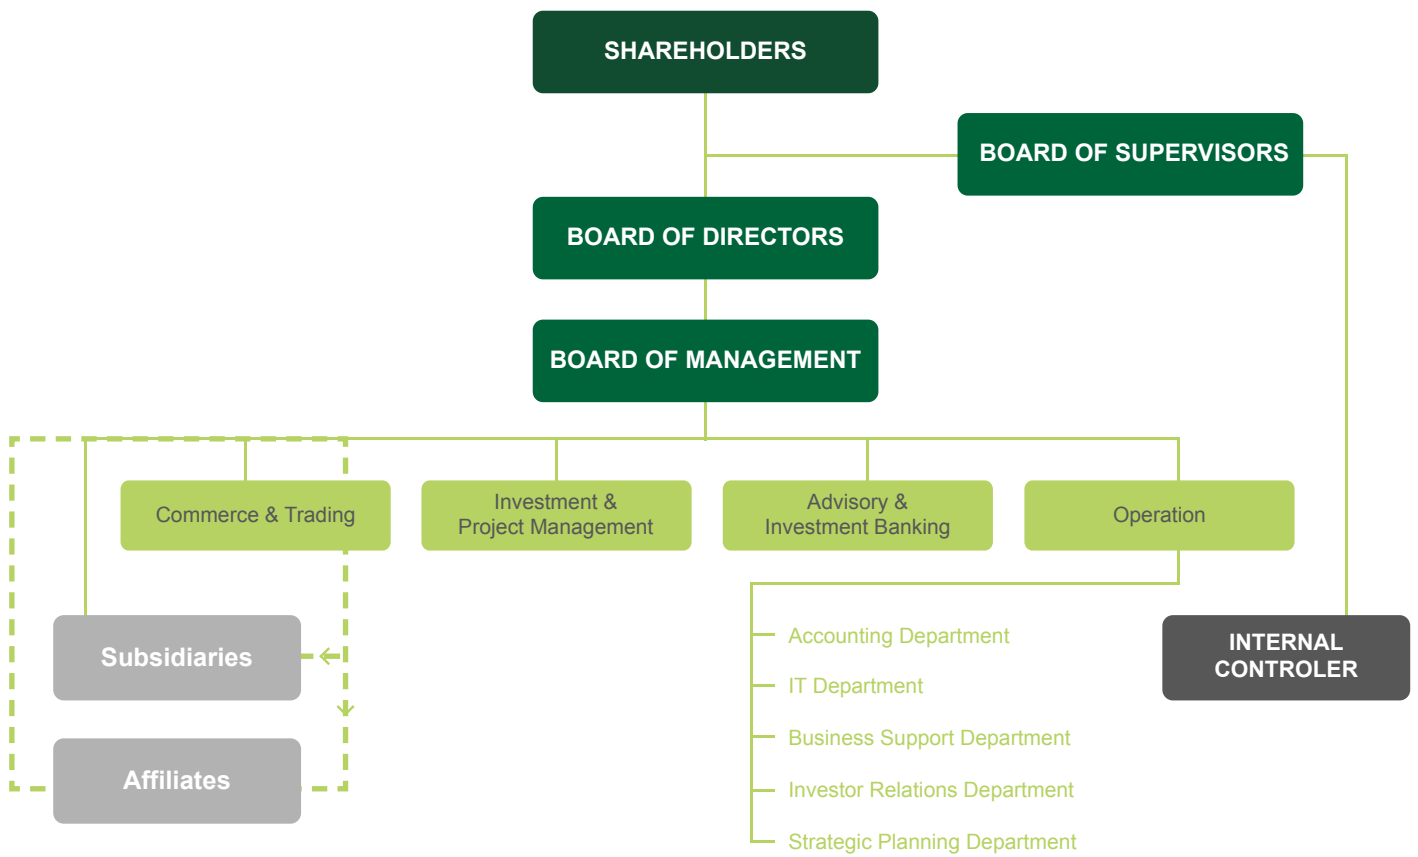 SHAREHOLDERS
BOARD OF SUPERVISORS
BOARD OF DIRECTORS
BOARD OF MANAGEMENT
Commerce & Trading
Investment &
Project Management
Advisory &
Investment Banking
Operation
Subsidiaries
Affiliates
Accounting Department
IT Department
Business Support Department
Investor Relations Department
Strategic Planning Department
INTERNAL
CONTROLER